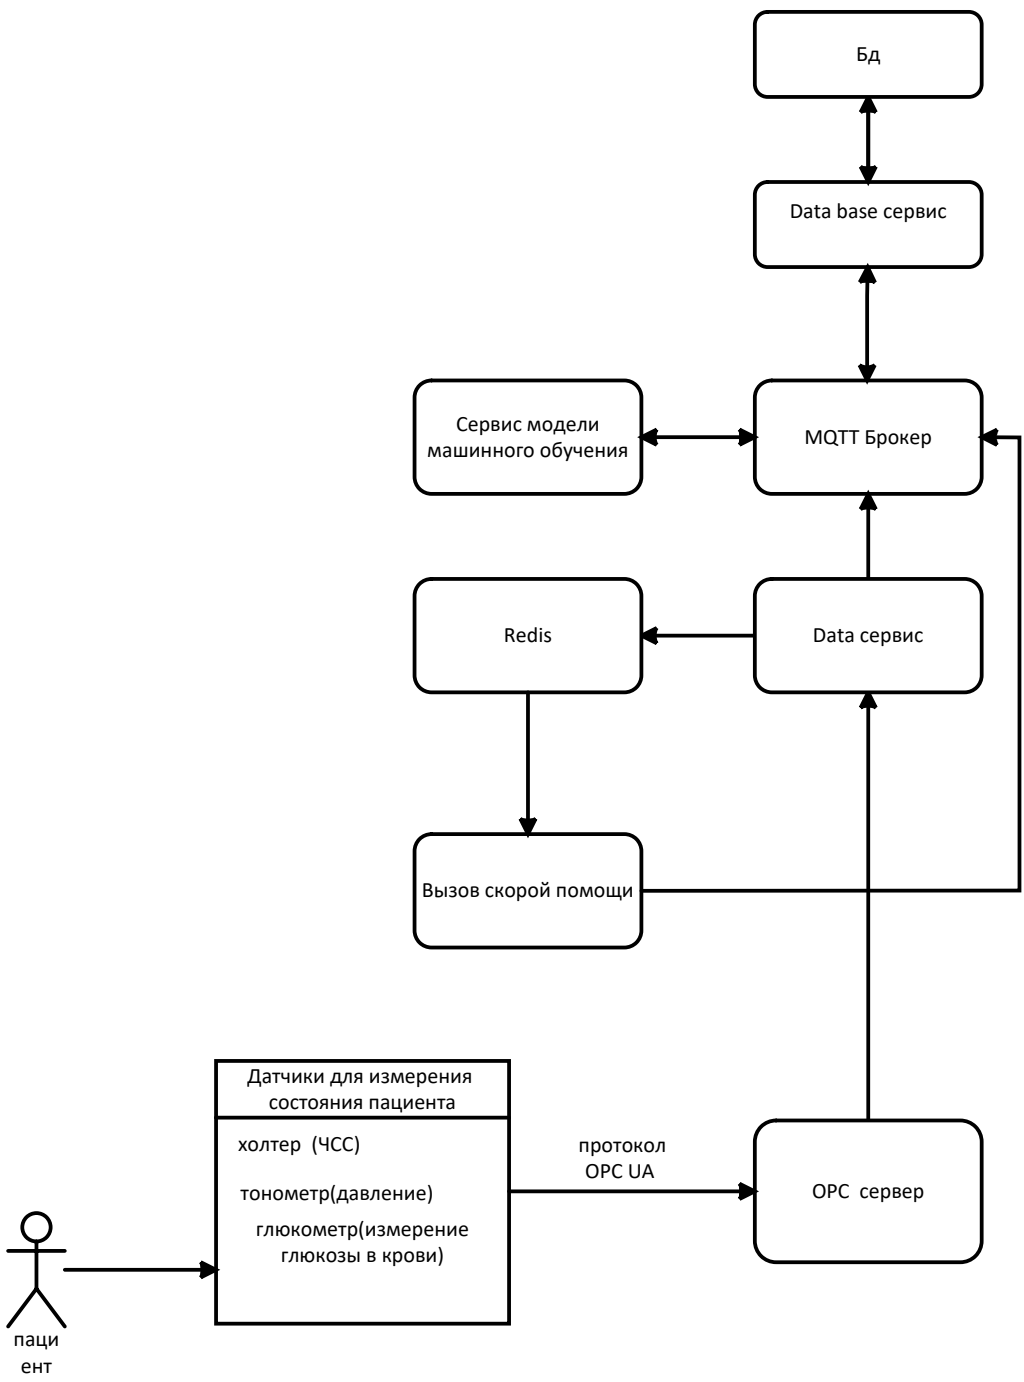 Бд
Data base сервис
Сервис модели
машинного обучения
MQTT Брокер
Redis
Data сервис
Вызов скорой помощи
Датчики для измерения
состояния пациента
холтер (ЧСС)
тонометр(давление)
глюкометр(измерение
глюкозы в крови)
протокол
OPC UA
OPC сервер
паци
ент